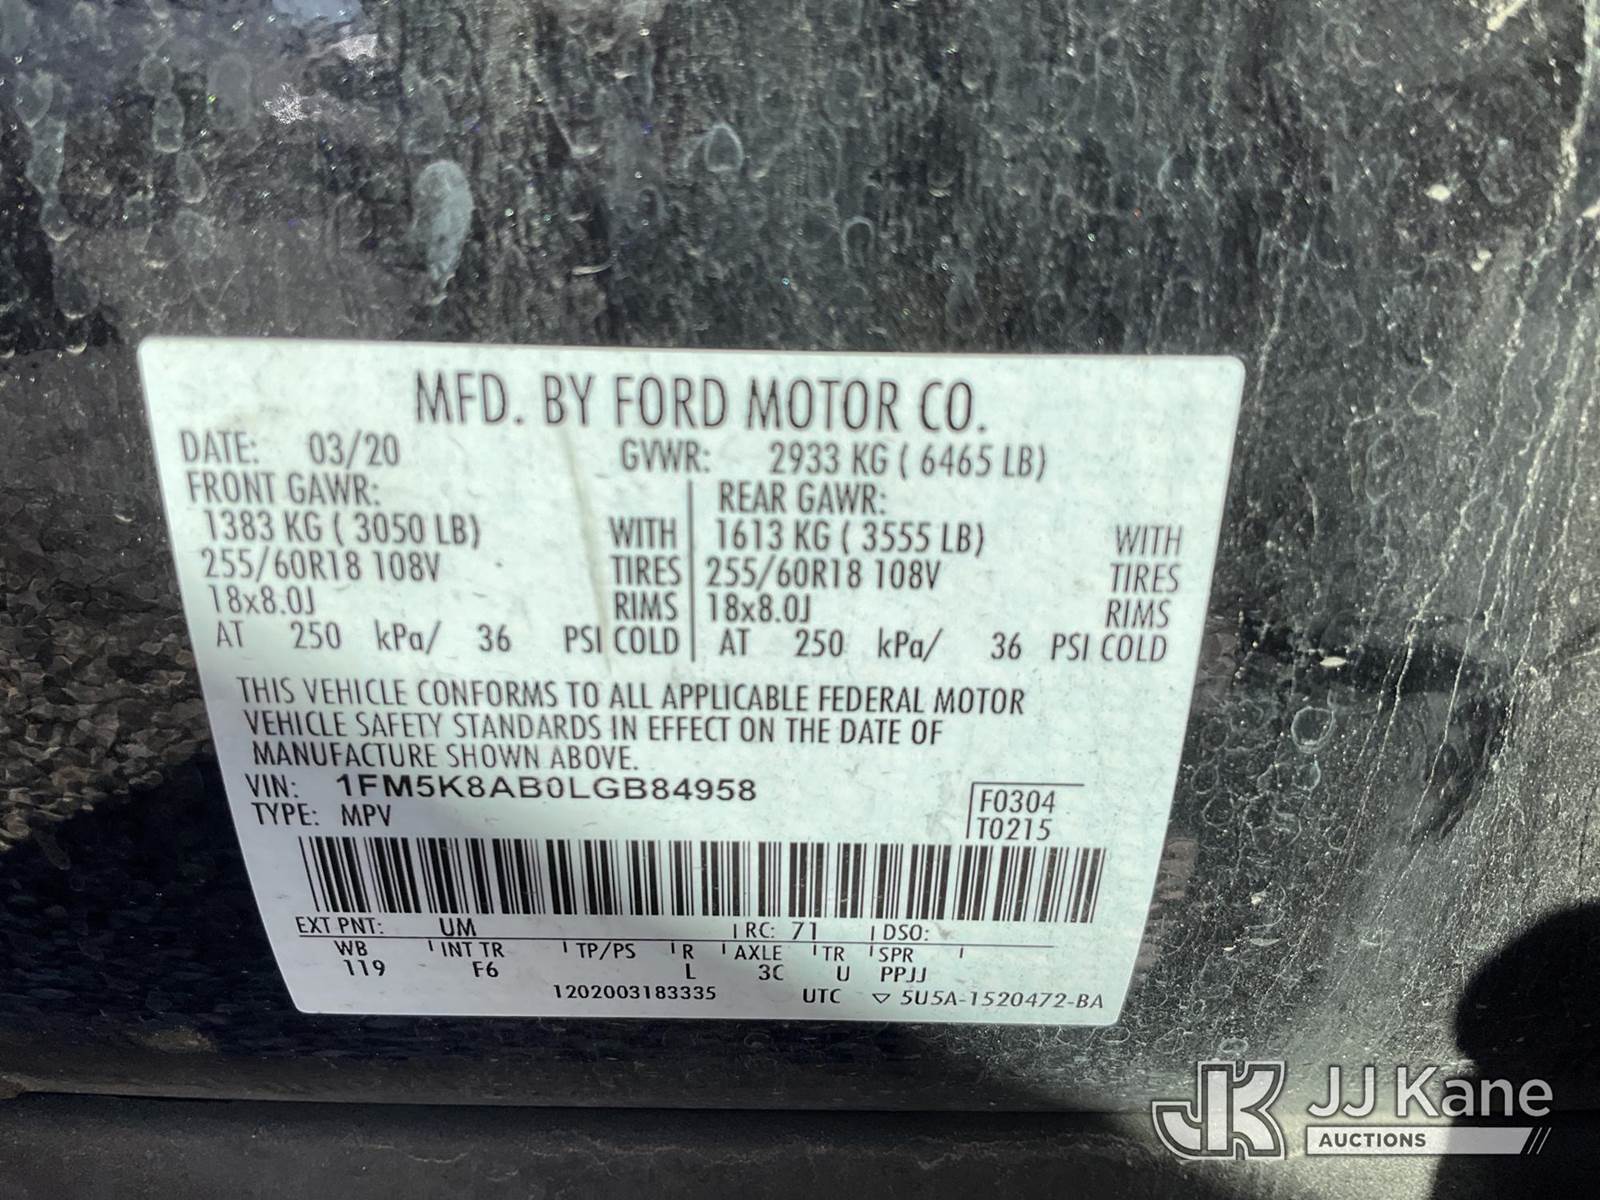 MFD. BY FORD MOTOR CO.
DATE: 03/20 GVWR: 2933 KG ( 6465 LB)
FRONT GAWR: REAR GAWR:
1383 KG ( 3050 LB) WITH 1613 KG ( 3555 LB) WITH
255/60R18 108V TIRES 255/60R18 108V TIRES
18x8.0J RIMS 18x8.0J RIMS
AT 250 kPa/ 36 PSI COLD AT 250 kPa/ 36 PSI COLD
THIS VEHICLE CONFORMS TO ALL APPLICABLE FEDERAL MOTOR
VEHICLE SAFETY STANDARDS IN EFFECT ON THE DATE OF
MANUFACTURE SHOWN ABOVE.
VIN: 1FM5K8AB0LGB84958 F0304
TYPE: MPV T0215
EXT PNT: UM RC: 71 DSO:
WB INT TR TP/PS R AXLE TR SPR
119 F6 L 3C U PPJJ
1202003183335 UTC ▽ 5U5A-1520472-BA
JK JJ Kane
AUCTIONS